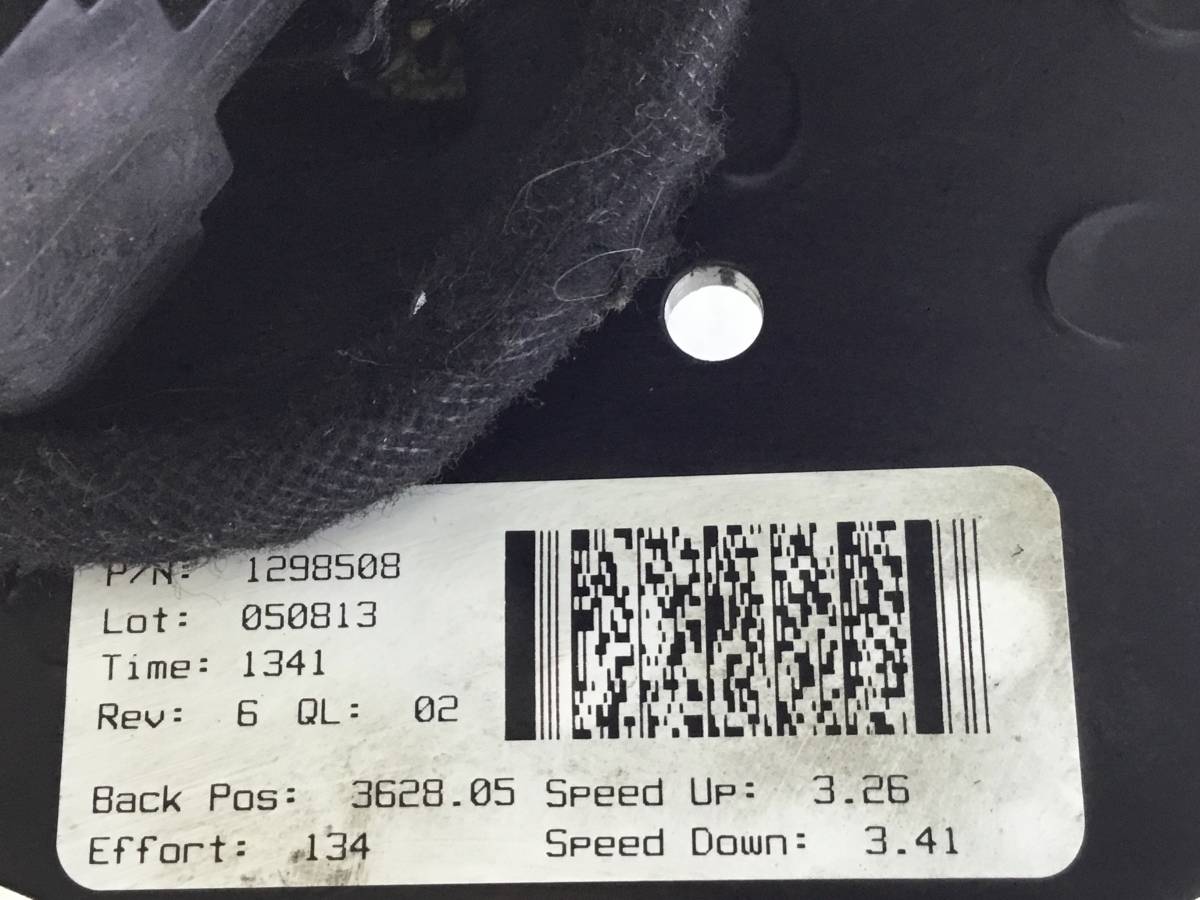 P/N: 1298508
Lot: 050813
Time: 1341
Rev: 6 QL: 02
Back Pos: 3628.05 Speed Up: 3.26
Effort: 134 Speed Down: 3.41